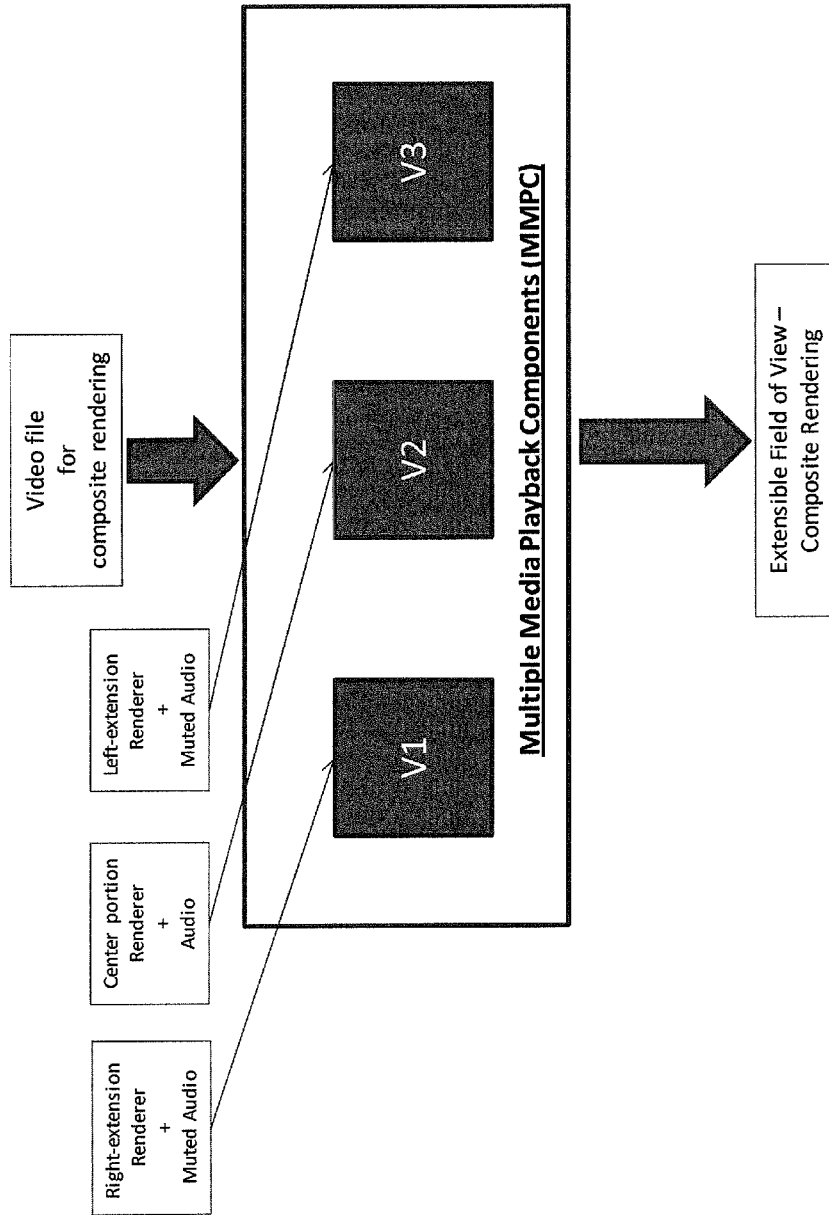 Video file
for
composite rendering
Right-extension
Renderer
+
Muted Audio
Center portion
Renderer
+
Audio
Left-extension
Renderer
+
Muted Audio
V1
V2
V3
Multiple Media Playback Components (MMPC)
Extensible Field of View–
Composite Rendering